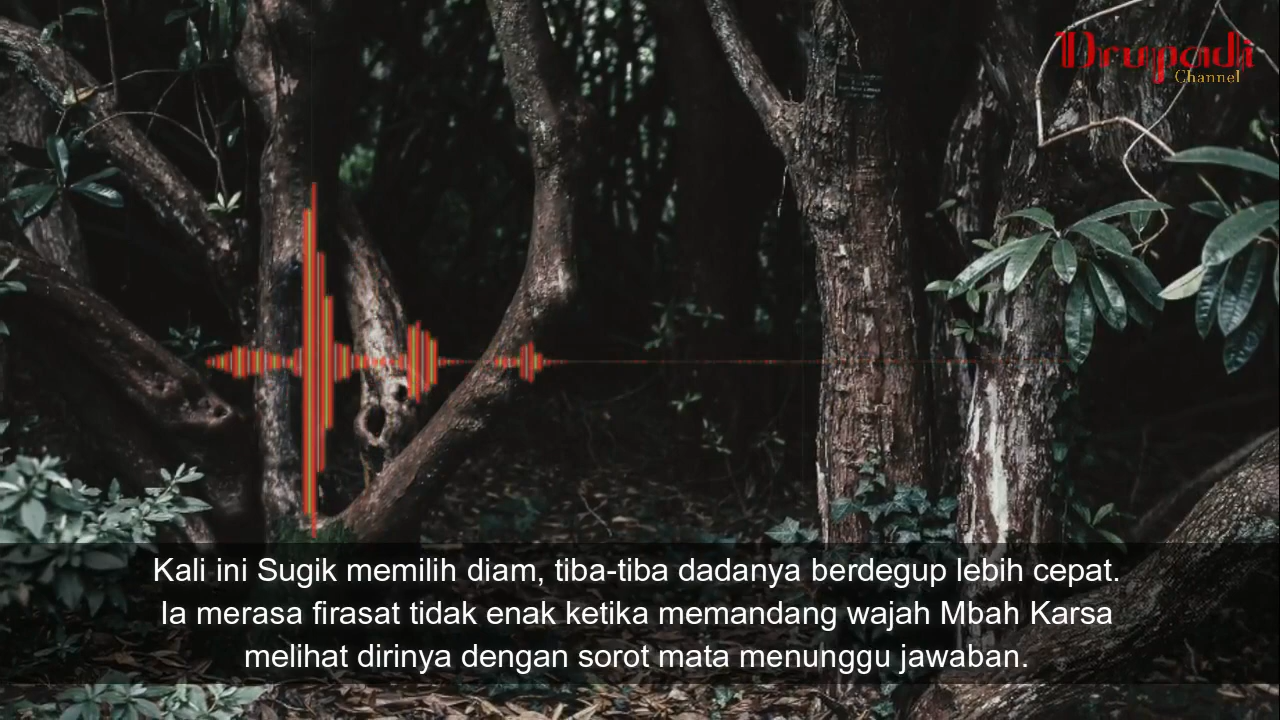 Drupadi
Channel
Kali ini Sugik memilih diam, tiba-tiba dadanya berdegup lebih cepat.
Ia merasa firasat tidak enak ketika memandang wajah Mbah Karsa
melihat dirinya dengan sorot mata menunggu jawaban.